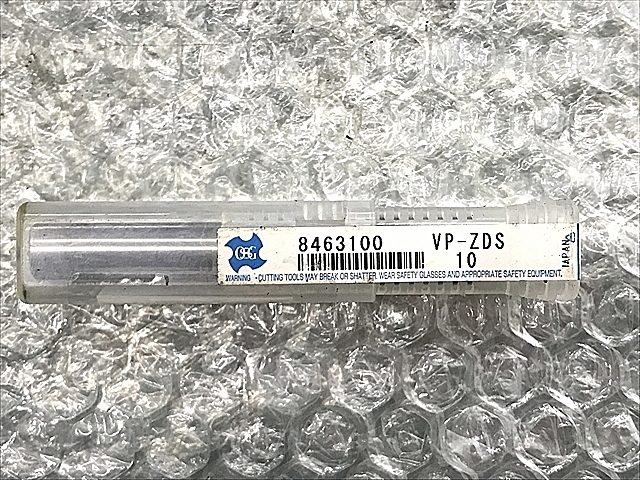 OSG
8463100 VP-ZDS
10
WARNING - CUTTING TOOLS MAY BREAK OR SHATTER. WEAR SAFETY GLASSES AND APPROPRIATE SAFETY EQUIPMENT.
JAPAN